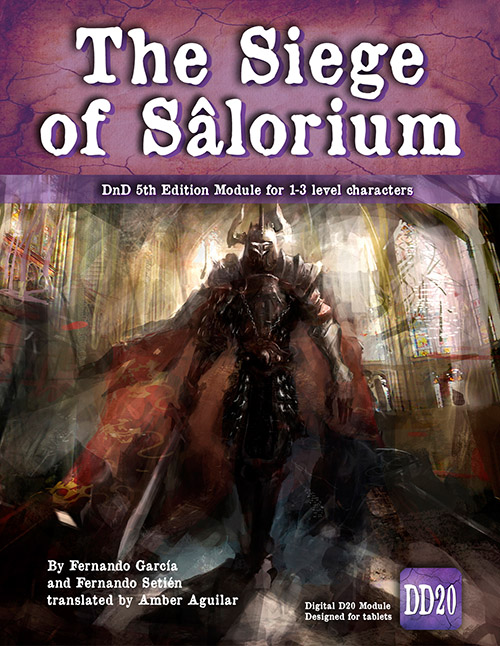 The Siege
of Sâlorium
DnD 5th Edition Module for 1-3 level characters
By Fernando García
and Fernando Setién
translated by Amber Aguilar
Digital D20 Module
Designed for tablets
DD20